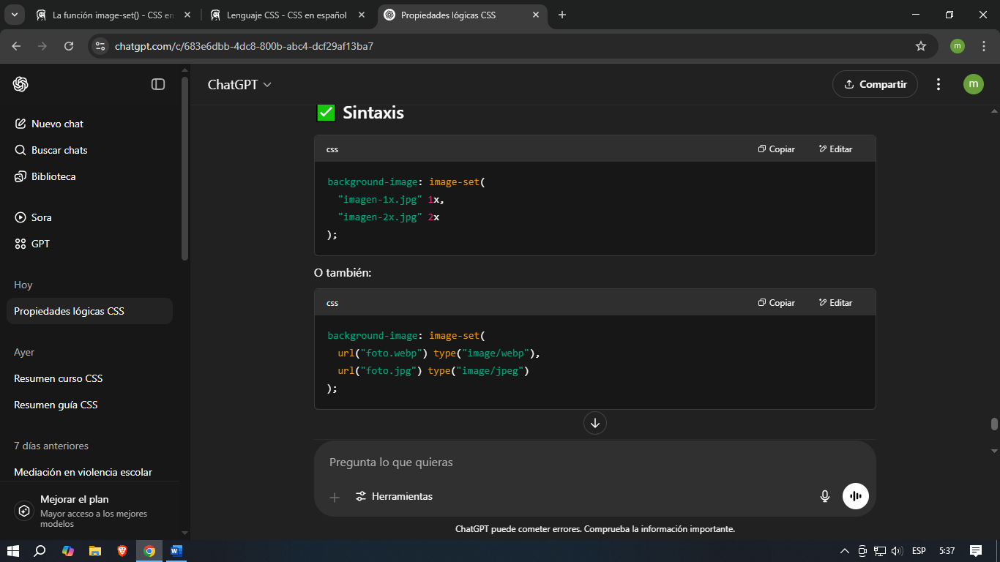 La función image-set() - CSS en
Lenguaje CSS - CSS en español
Propiedades lógicas CSS
chatgpt.com/c/683e6dbb-4dc8-800b-abc4-dcf29af13ba7
m
ChatGPT
Compartir
m
Nuevo chat
Buscar chats
Biblioteca
Sora
GPT
Hoy
Propiedades lógicas CSS
Ayer
Resumen curso CSS
Resumen guía CSS
7 días anteriores
Mediación en violencia escolar
Mejorar el plan
Mayor acceso a los mejores
modelos
✅ Sintaxis
css
Copiar
Editar
background-image: image-set(
"imagen-1x.jpg" 1x,
"imagen-2x.jpg" 2x
);
O también:
css
Copiar
Editar
background-image: image-set(
url("foto.webp") type("image/webp"),
url("foto.jpg") type("image/jpeg")
);
Pregunta lo que quieras
Herramientas
ChatGPT puede cometer errores. Comprueba la información importante.
W
ESP
5:37